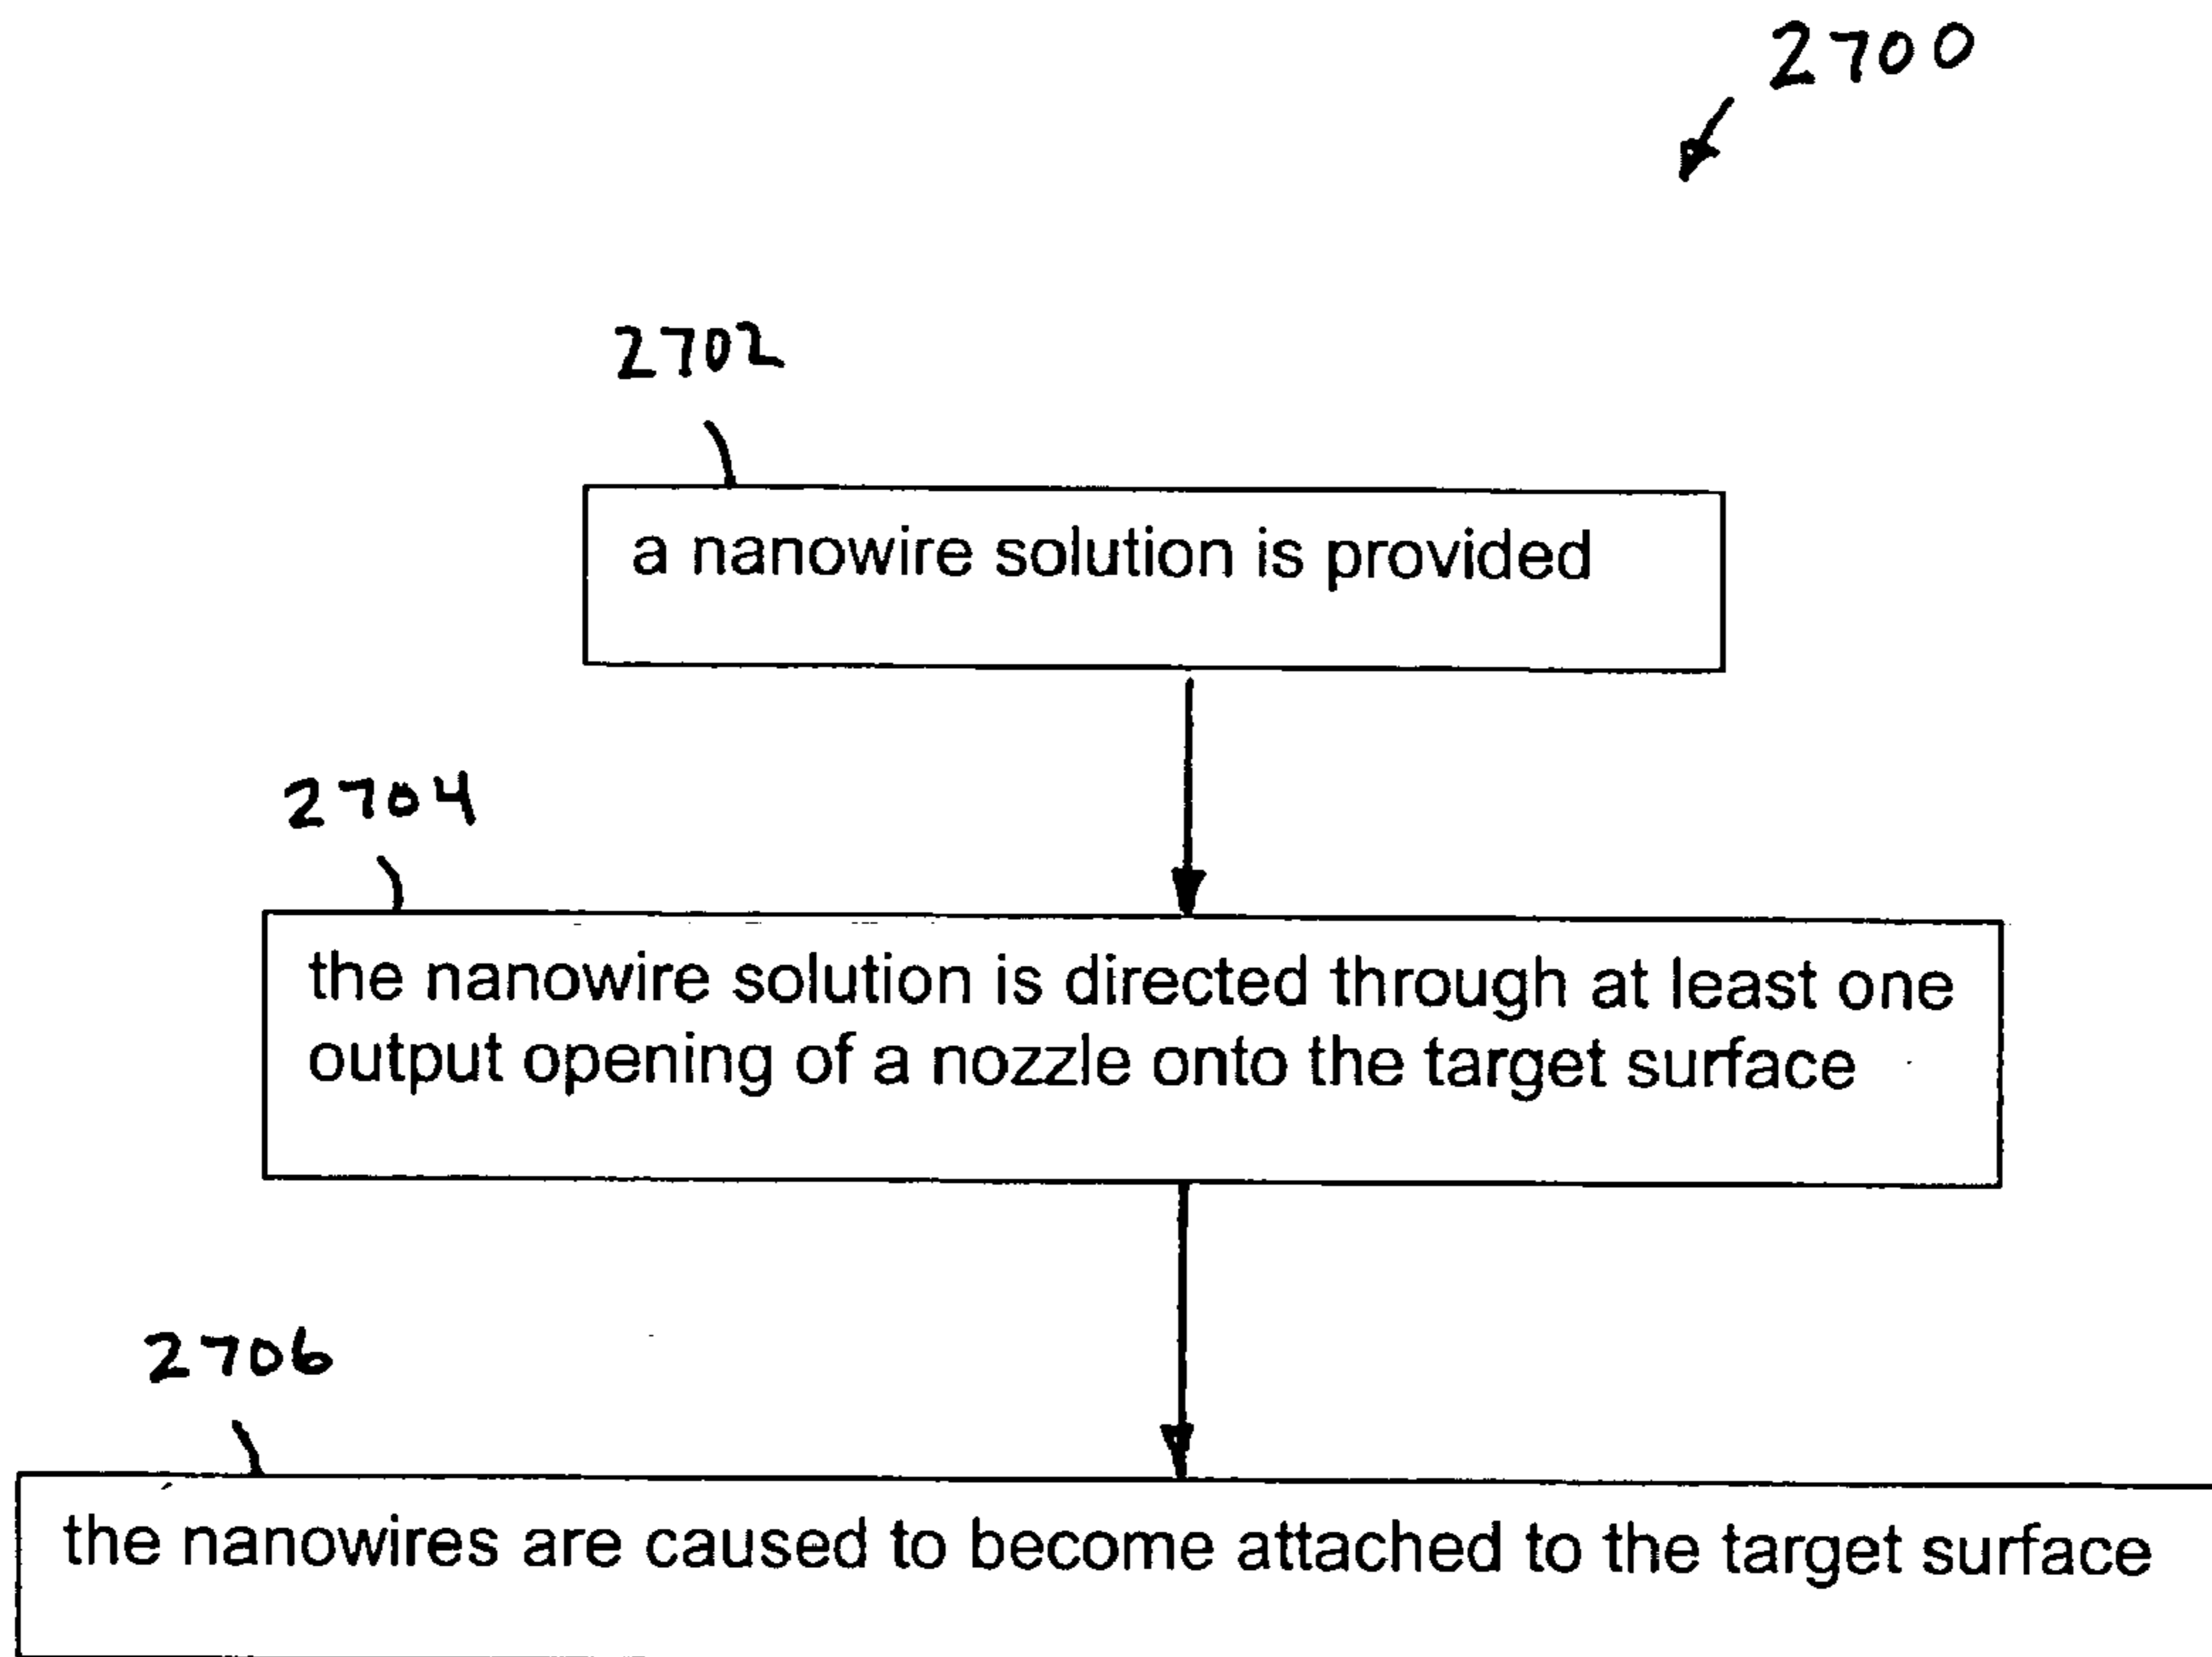 2700
2702
a nanowire solution is provided
2704
the nanowire solution is directed through at least one
output opening of a nozzle onto the target surface
2706
the nanowires are caused to become attached to the target surface